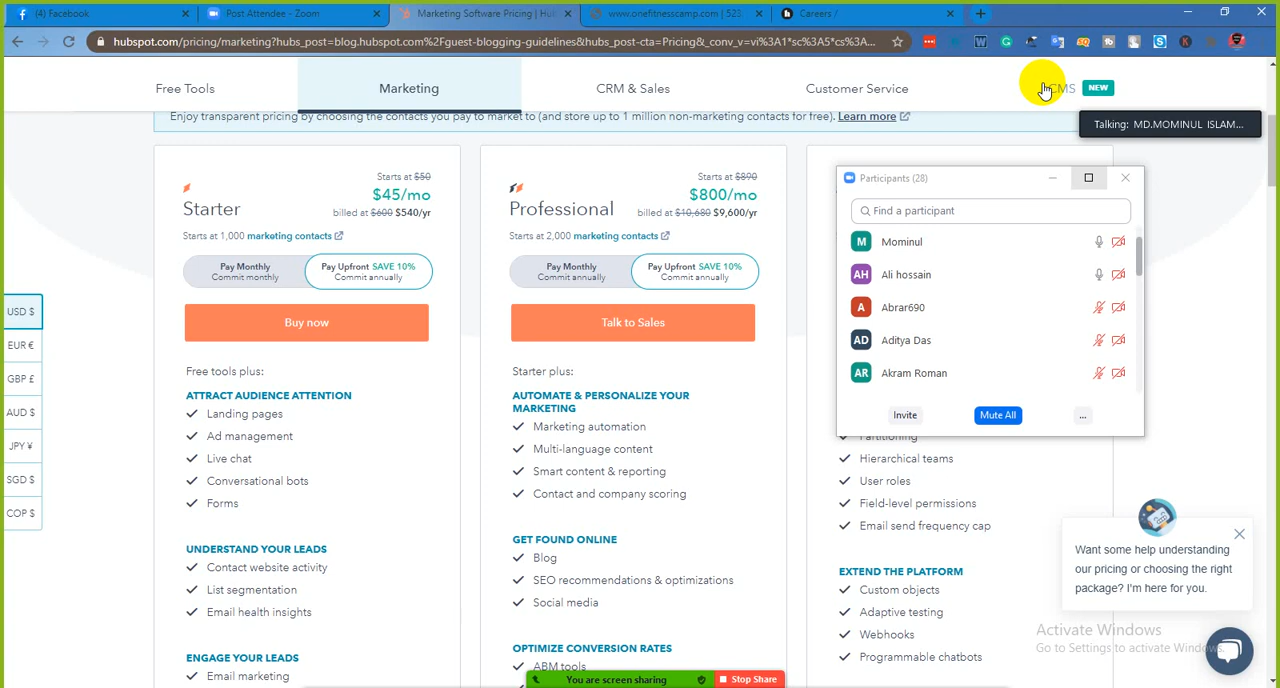 (4) Facebook
Post Attendee - Zoom
Marketing Software Pricing | Hub
www.onefitnesscamp.com | 523
Careers /
hubspot.com/pricing/marketing?hubs_post=blog.hubspot.com%2Fguest-blogging-guidelines&hubs_post-cta=Pricing&_conv_v=vi%3A1*sc%3A5*cs%3A...
Free Tools
Marketing
CRM & Sales
Customer Service
CMS NEW
Enjoy transparent pricing by choosing the contacts you pay to market to (and store up to 1 million non-marketing contacts for free). Learn more
Talking: MD.MOMINUL ISLAM...
USD $
EUR €
GBP £
AUD $
JPY ¥
SGD $
COP $
Starts at $50
$45/mo
Starter
billed at $600 $540/yr
Starts at 1,000 marketing contacts
Pay Monthly
Commit monthly
Pay Upfront SAVE 10%
Commit annually
Buy now
Free tools plus:
ATTRACT AUDIENCE ATTENTION
Landing pages
Ad management
Live chat
Conversational bots
Forms
UNDERSTAND YOUR LEADS
Contact website activity
List segmentation
Email health insights
ENGAGE YOUR LEADS
Email marketing
Starts at $890
$800/mo
Professional
billed at $10,680 $9,600/yr
Starts at 2,000 marketing contacts
Pay Monthly
Commit annually
Pay Upfront SAVE 10%
Commit annually
Talk to Sales
Starter plus:
AUTOMATE & PERSONALIZE YOUR
MARKETING
Marketing automation
Multi-language content
Smart content & reporting
Contact and company scoring
GET FOUND ONLINE
Blog
SEO recommendations & optimizations
Social media
OPTIMIZE CONVERSION RATES
ABM tools
Participants (28)
Find a participant
M Mominul
AH Ali hossain
A Abrar690
AD Aditya Das
AR Akram Roman
Invite
Mute All
...
Partitioning
Hierarchical teams
User roles
Field-level permissions
Email send frequency cap
EXTEND THE PLATFORM
Custom objects
Adaptive testing
Webhooks
Programmable chatbots
Want some help understanding
our pricing or choosing the right
package? I'm here for you.
Activate Windows
Go to Settings to activate Windows.
You are screen sharing
Stop Share